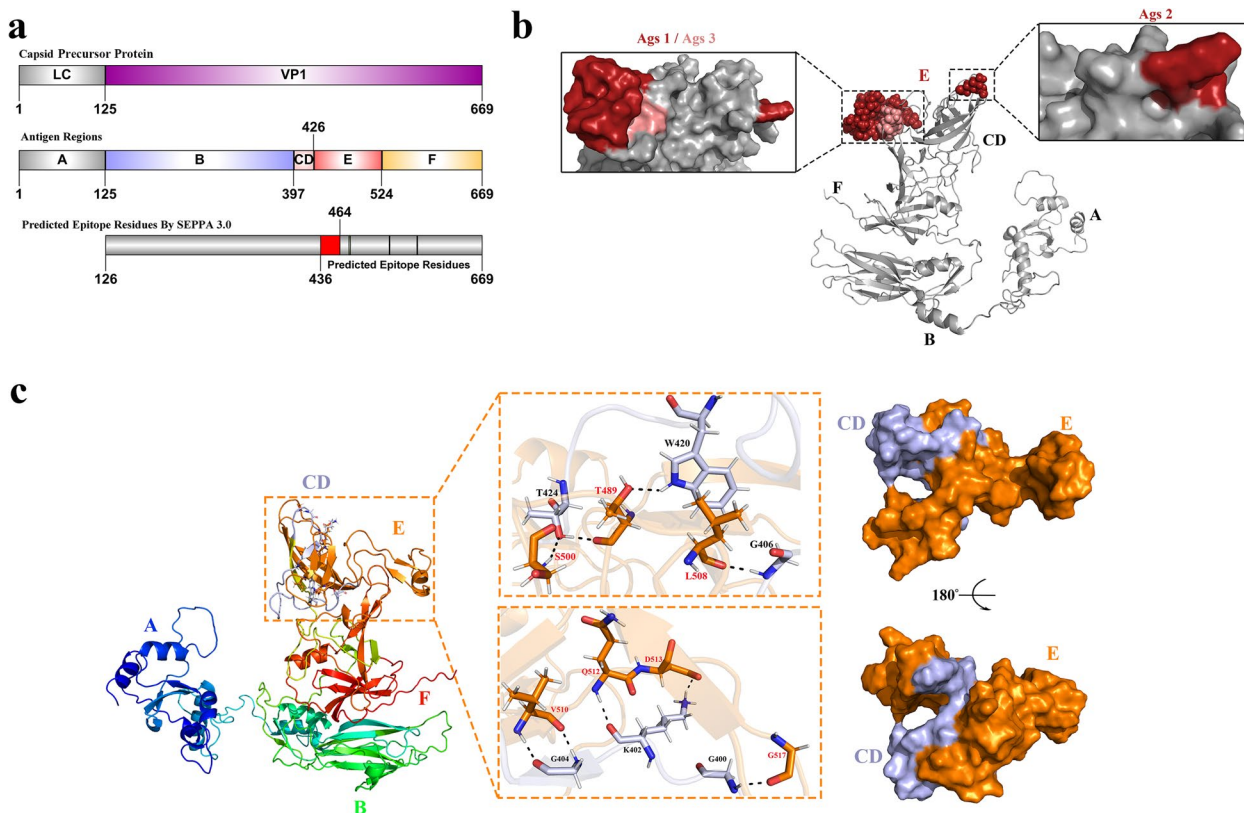 a
Capsid Precursor Protein
LC VP1
1 125 669
426
Antigen Regions
A B CD E F
1 125 397 524 669
464
Predicted Epitope Residues By SEPPA 3.0
Predicted Epitope Residues
126 436 669
b
Ags 1 / Ags 3
Ags 2
E
CD
F
A
B
c
CD
E
A
F
B
W420
T424
T489
G406
S500
L508
D513
Q512
V510
K402
G404
G400
G517
CD
E
180°
E
CD